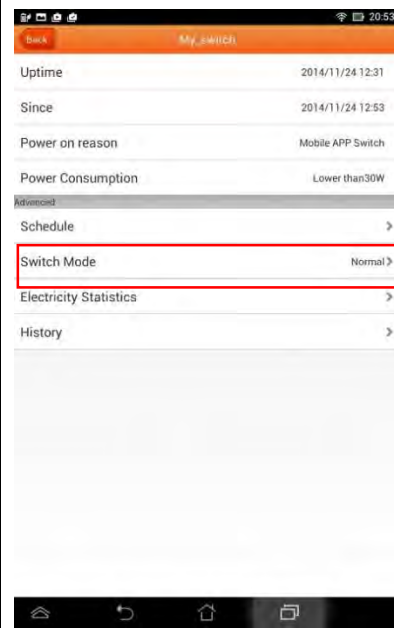 20:53
Back My_switch
Uptime 2014/11/24 12:31
Since 2014/11/24 12:53
Power on reason Mobile APP Switch
Power Consumption Lower than30W
Advanced
Schedule >
Switch Mode Normal >
Electricity Statistics >
History >